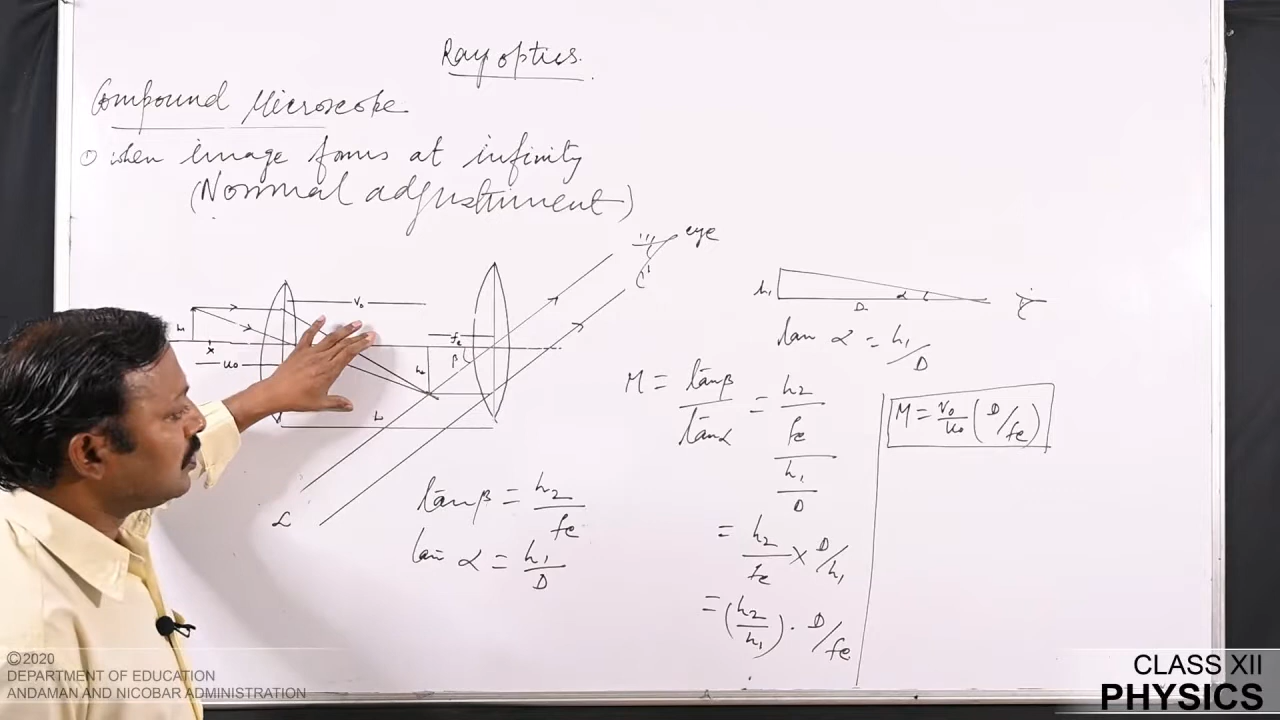 Ray optics.
Compound Microscope
① when image forms at infinity
(Normal adjustment)
eye
h₁
u₀
v₀
fe
β
h₂
L
h₁
D
α
tan α = h₁/D
M = tanβ/tanα = h₂/fe / h₁/D
= h₂/fe × D/h₁
= (h₂/h₁) . D/fe
M = v₀/u₀ (D/fe)
tanβ = h₂/fe
tan α = h₁/D
©2020
DEPARTMENT OF EDUCATION
ANDAMAN AND NICOBAR ADMINISTRATION
CLASS XII
PHYSICS